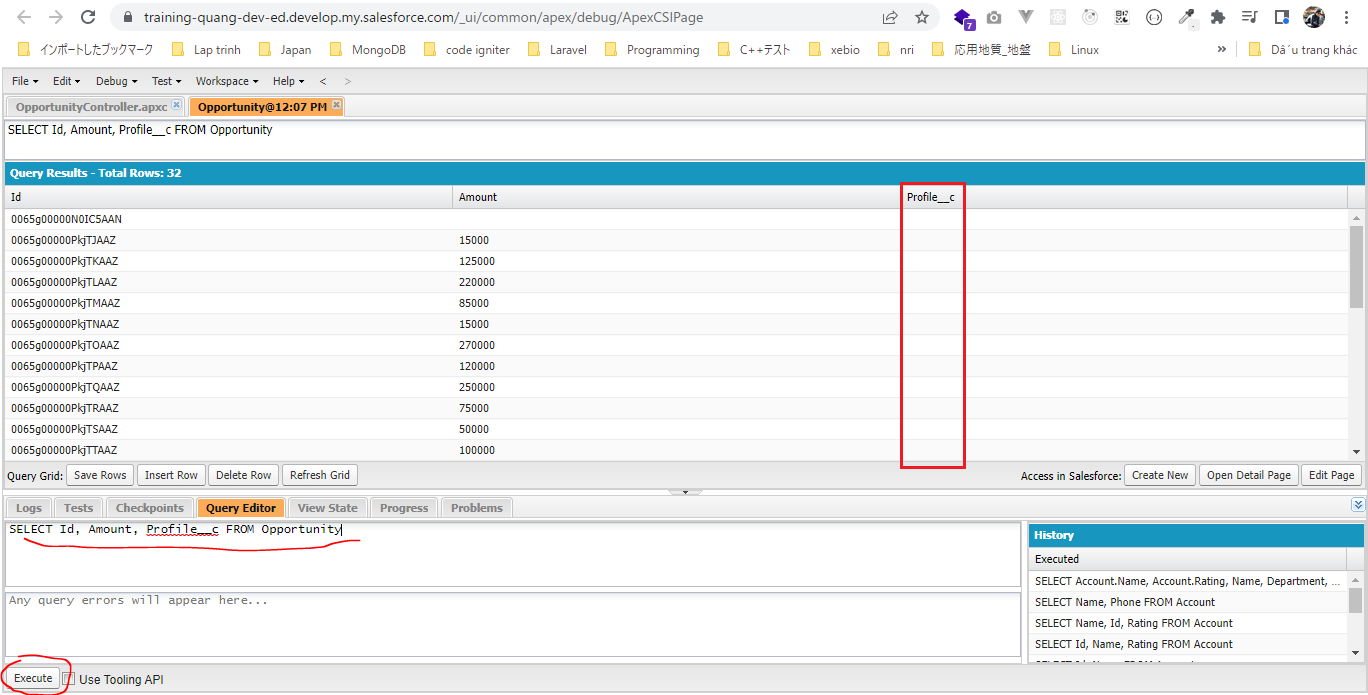 training-quang-dev-ed.develop.my.salesforce.com/_ui/common/apex/debug/ApexCSIPage
7
インポートしたブックマーク Lap trinh Japan MongoDB code igniter Laravel Programming C++テスト xebio nri 応用地質_地盤 Linux » Dấu trang khác
File Edit Debug Test Workspace Help < >
OpportunityController.apxc Opportunity@12:07 PM
SELECT Id, Amount, Profile__c FROM Opportunity
Query Results - Total Rows: 32
Id Amount Profile__c
0065g00000N0IC5AAN
0065g00000PkjTJAAZ 15000
0065g00000PkjTKAAZ 125000
0065g00000PkjTLAAZ 220000
0065g00000PkjTMAAZ 85000
0065g00000PkjTNAAZ 15000
0065g00000PkjTOAAZ 270000
0065g00000PkjTPAAZ 120000
0065g00000PkjTQAAZ 250000
0065g00000PkjTRAAZ 75000
0065g00000PkjTSAAZ 50000
0065g00000PkjTTAAZ 100000
Query Grid: Save Rows Insert Row Delete Row Refresh Grid Access in Salesforce: Create New Open Detail Page Edit Page
Logs Tests Checkpoints Query Editor View State Progress Problems
SELECT Id, Amount, Profile__c FROM Opportunity
Any query errors will appear here...
History
Executed
SELECT Account.Name, Account.Rating, Name, Department, ...
SELECT Name, Phone FROM Account
SELECT Name, Id, Rating FROM Account
SELECT Id, Name, Rating FROM Account
Execute Use Tooling API